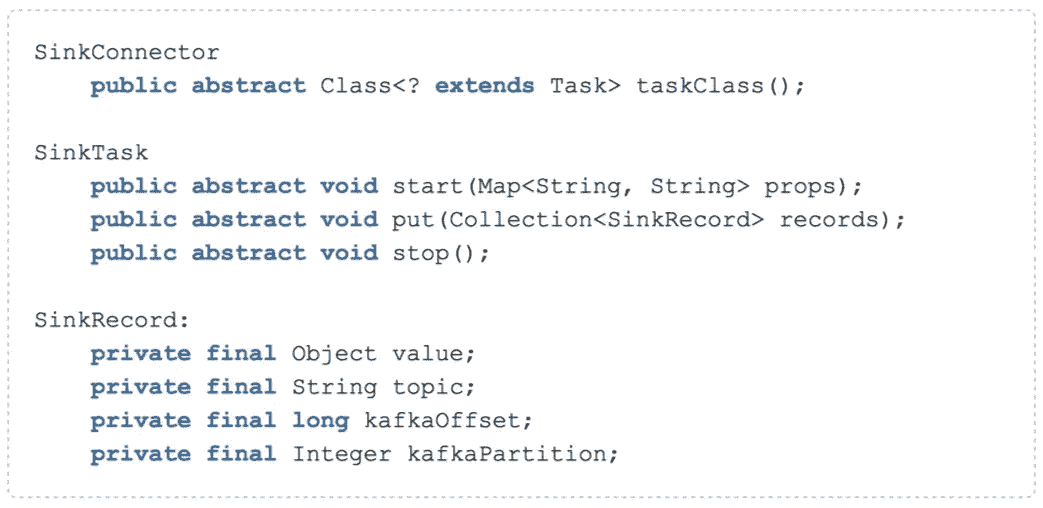 SinkConnector
public abstract Class<? extends Task> taskClass();
SinkTask
public abstract void start(Map<String, String> props);
public abstract void put(Collection<SinkRecord> records);
public abstract void stop();
SinkRecord:
private final Object value;
private final String topic;
private final long kafkaOffset;
private final Integer kafkaPartition;